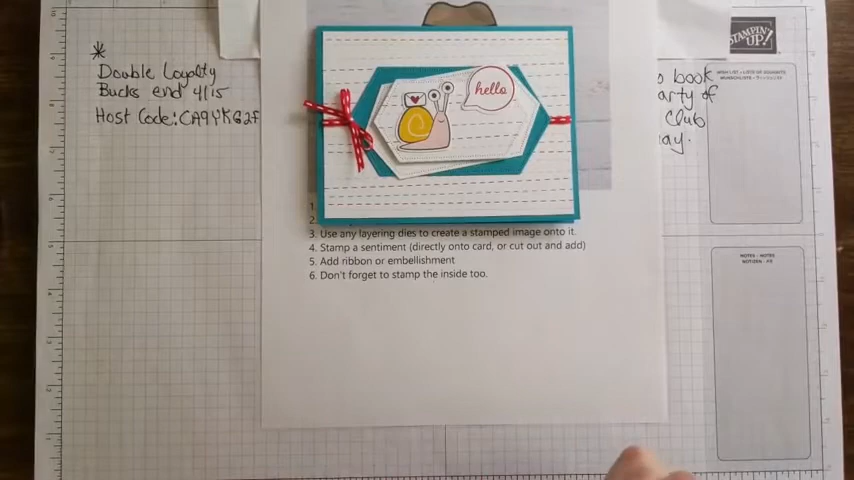 *
Double Loyalty
Bucks end 4/15
Host Code:
hello
STAMPIN' UP!
o book
arty of
Club
ay.
1.
2.
3. Use any layering dies to create a stamped image onto it.
4. Stamp a sentiment (directly onto card, or cut out and add)
5. Add ribbon or embellishment
6. Don't forget to stamp the inside too.